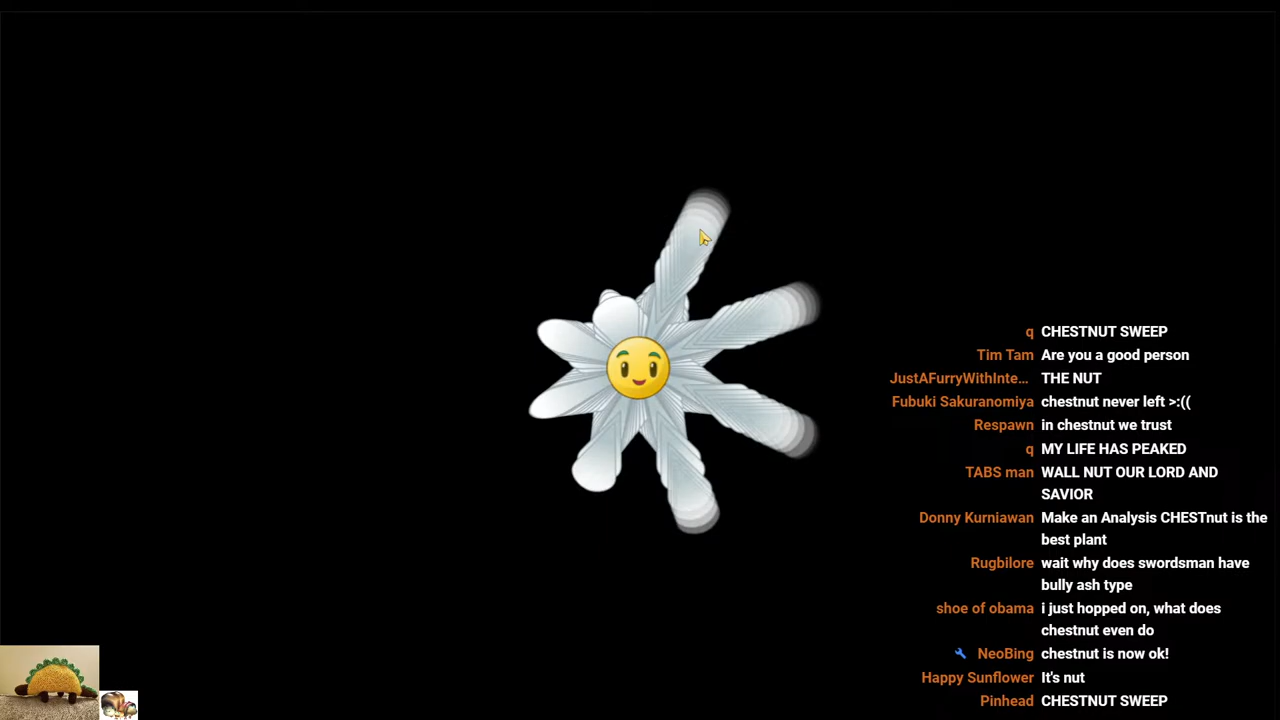 q CHESTNUT SWEEP
Tim Tam Are you a good person
JustAFurryWithInte... THE NUT
Fubuki Sakuranomiya chestnut never left >:((
Respawn in chestnut we trust
q MY LIFE HAS PEAKED
TABS man WALL NUT OUR LORD AND
SAVIOR
Donny Kurniawan Make an Analysis CHESTnut is the
best plant
Rugbilore wait why does swordsman have
bully ash type
shoe of obama i just hopped on, what does
chestnut even do
NeoBing chestnut is now ok!
Happy Sunflower It's nut
Pinhead CHESTNUT SWEEP